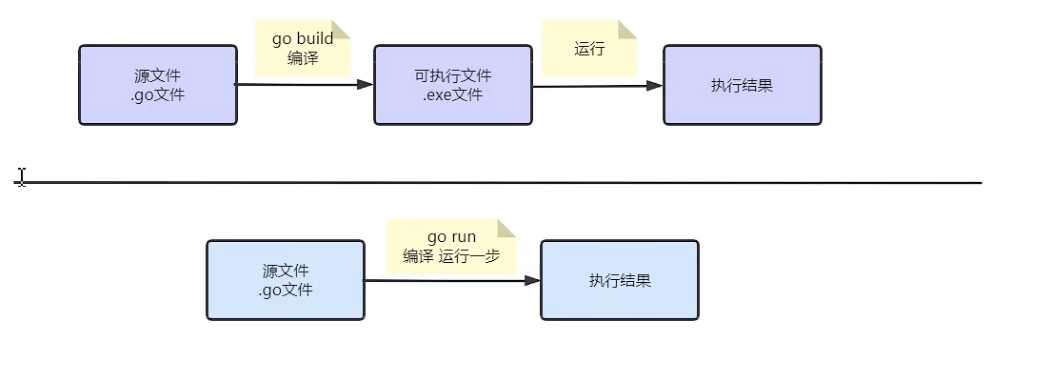 go build
编译
运行
源文件
.go文件
可执行文件
.exe文件
执行结果
go run
编译 运行一步
源文件
.go文件
执行结果